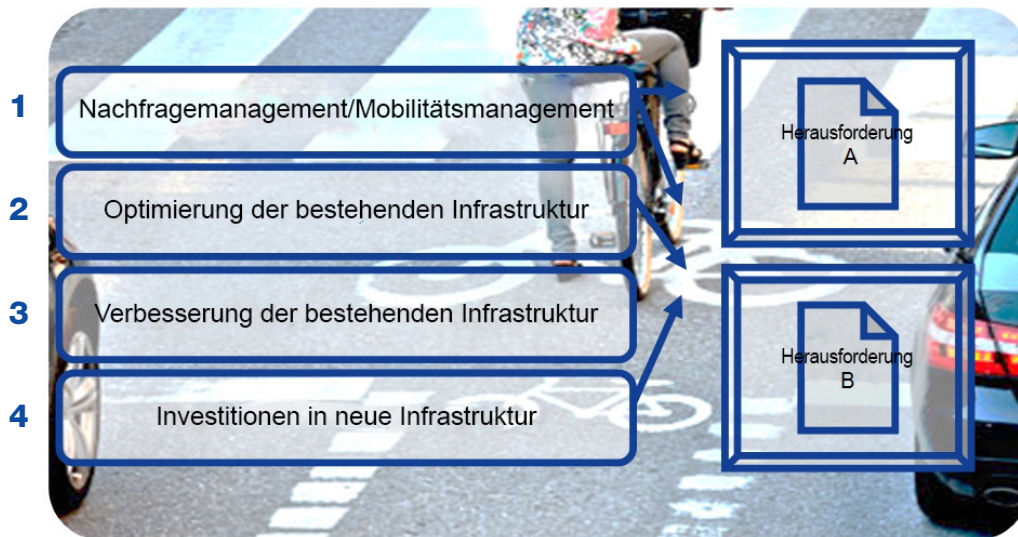 1 Nachfragemanagement/Mobilitätsmanagement
2 Optimierung der bestehenden Infrastruktur
3 Verbesserung der bestehenden Infrastruktur
4 Investitionen in neue Infrastruktur
Herausforderung
A
Herausforderung
B